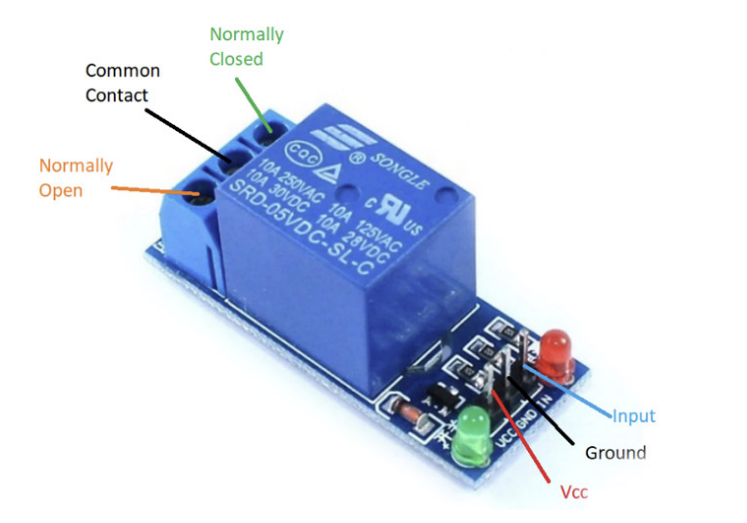 Normally
Closed
Common
Contact
Normally
Open
SONGLE
®
CQC
c RU US
10A 250VAC 10A 125VAC
10A 30VDC 10A 28VDC
SRD-05VDC-SL-C
VCC GND IN
Input
Ground
Vcc